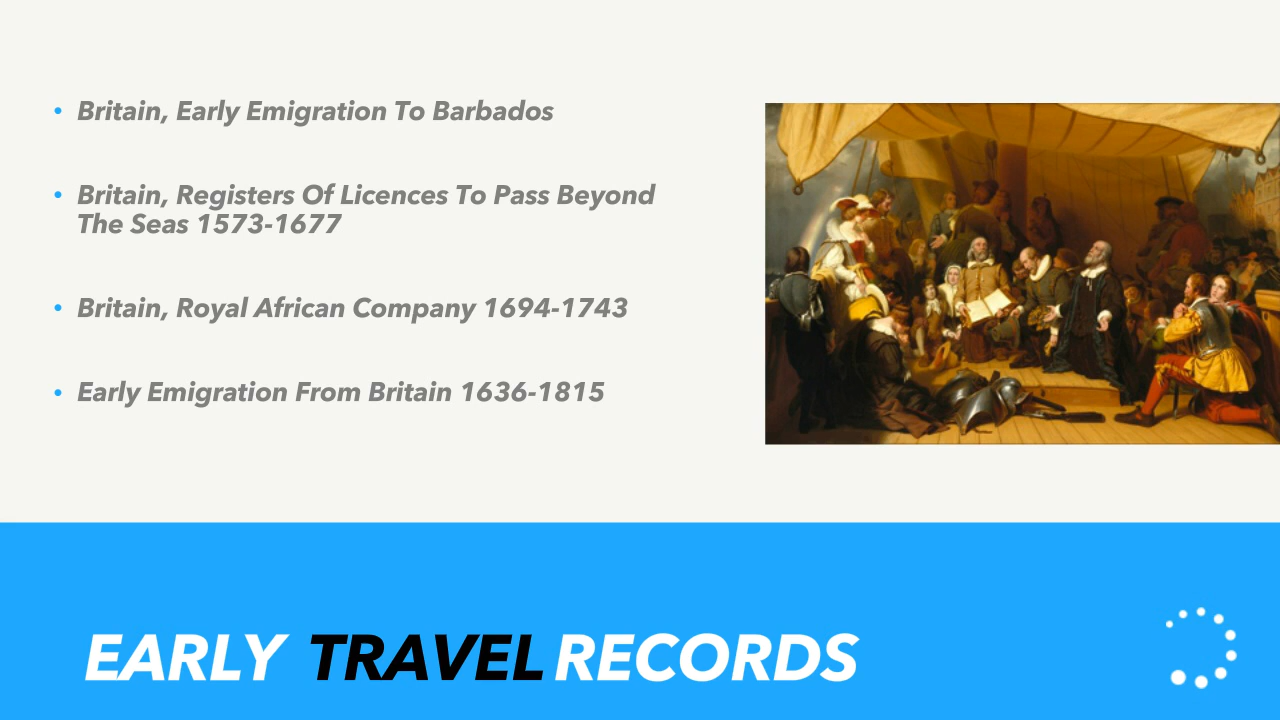 • Britain, Early Emigration To Barbados
• Britain, Registers Of Licences To Pass Beyond
The Seas 1573-1677
• Britain, Royal African Company 1694-1743
• Early Emigration From Britain 1636-1815
EARLY TRAVEL RECORDS